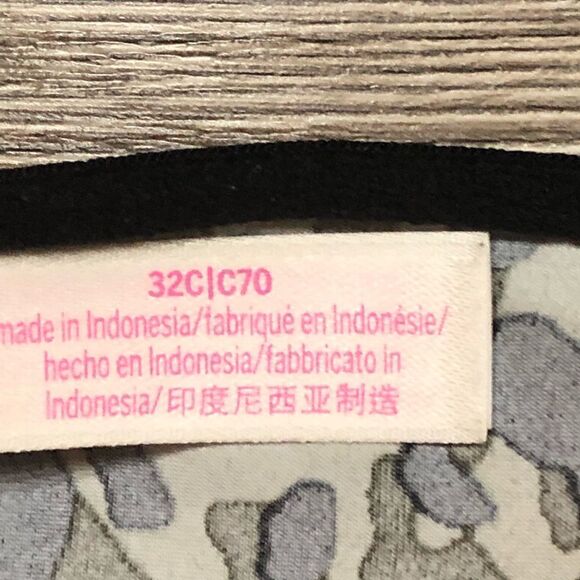 32C|C70
made in Indonesia/fabriqué en Indonésie/
hecho en Indonesia/fabbricato in
Indonesia/印度尼西亚制造